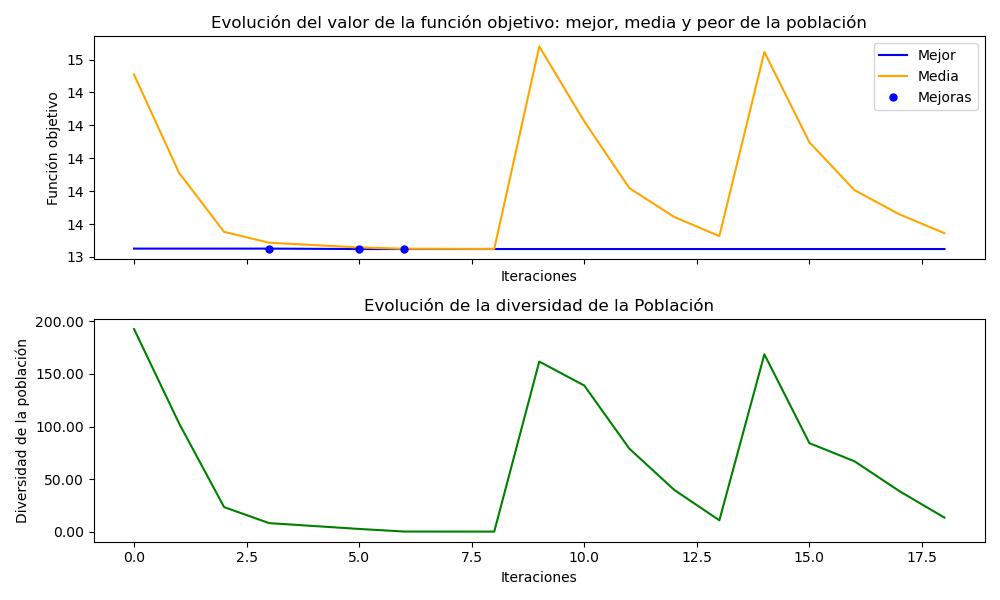 Evolución del valor de la función objetivo: mejor, media y peor de la población
Función objetivo
15
14
14
14
14
14
13
Mejor
Media
Mejoras
Iteraciones
Evolución de la diversidad de la Población
Diversidad de la población
200.00
150.00
100.00
50.00
0.00
0.0 2.5 5.0 7.5 10.0 12.5 15.0 17.5
Iteraciones